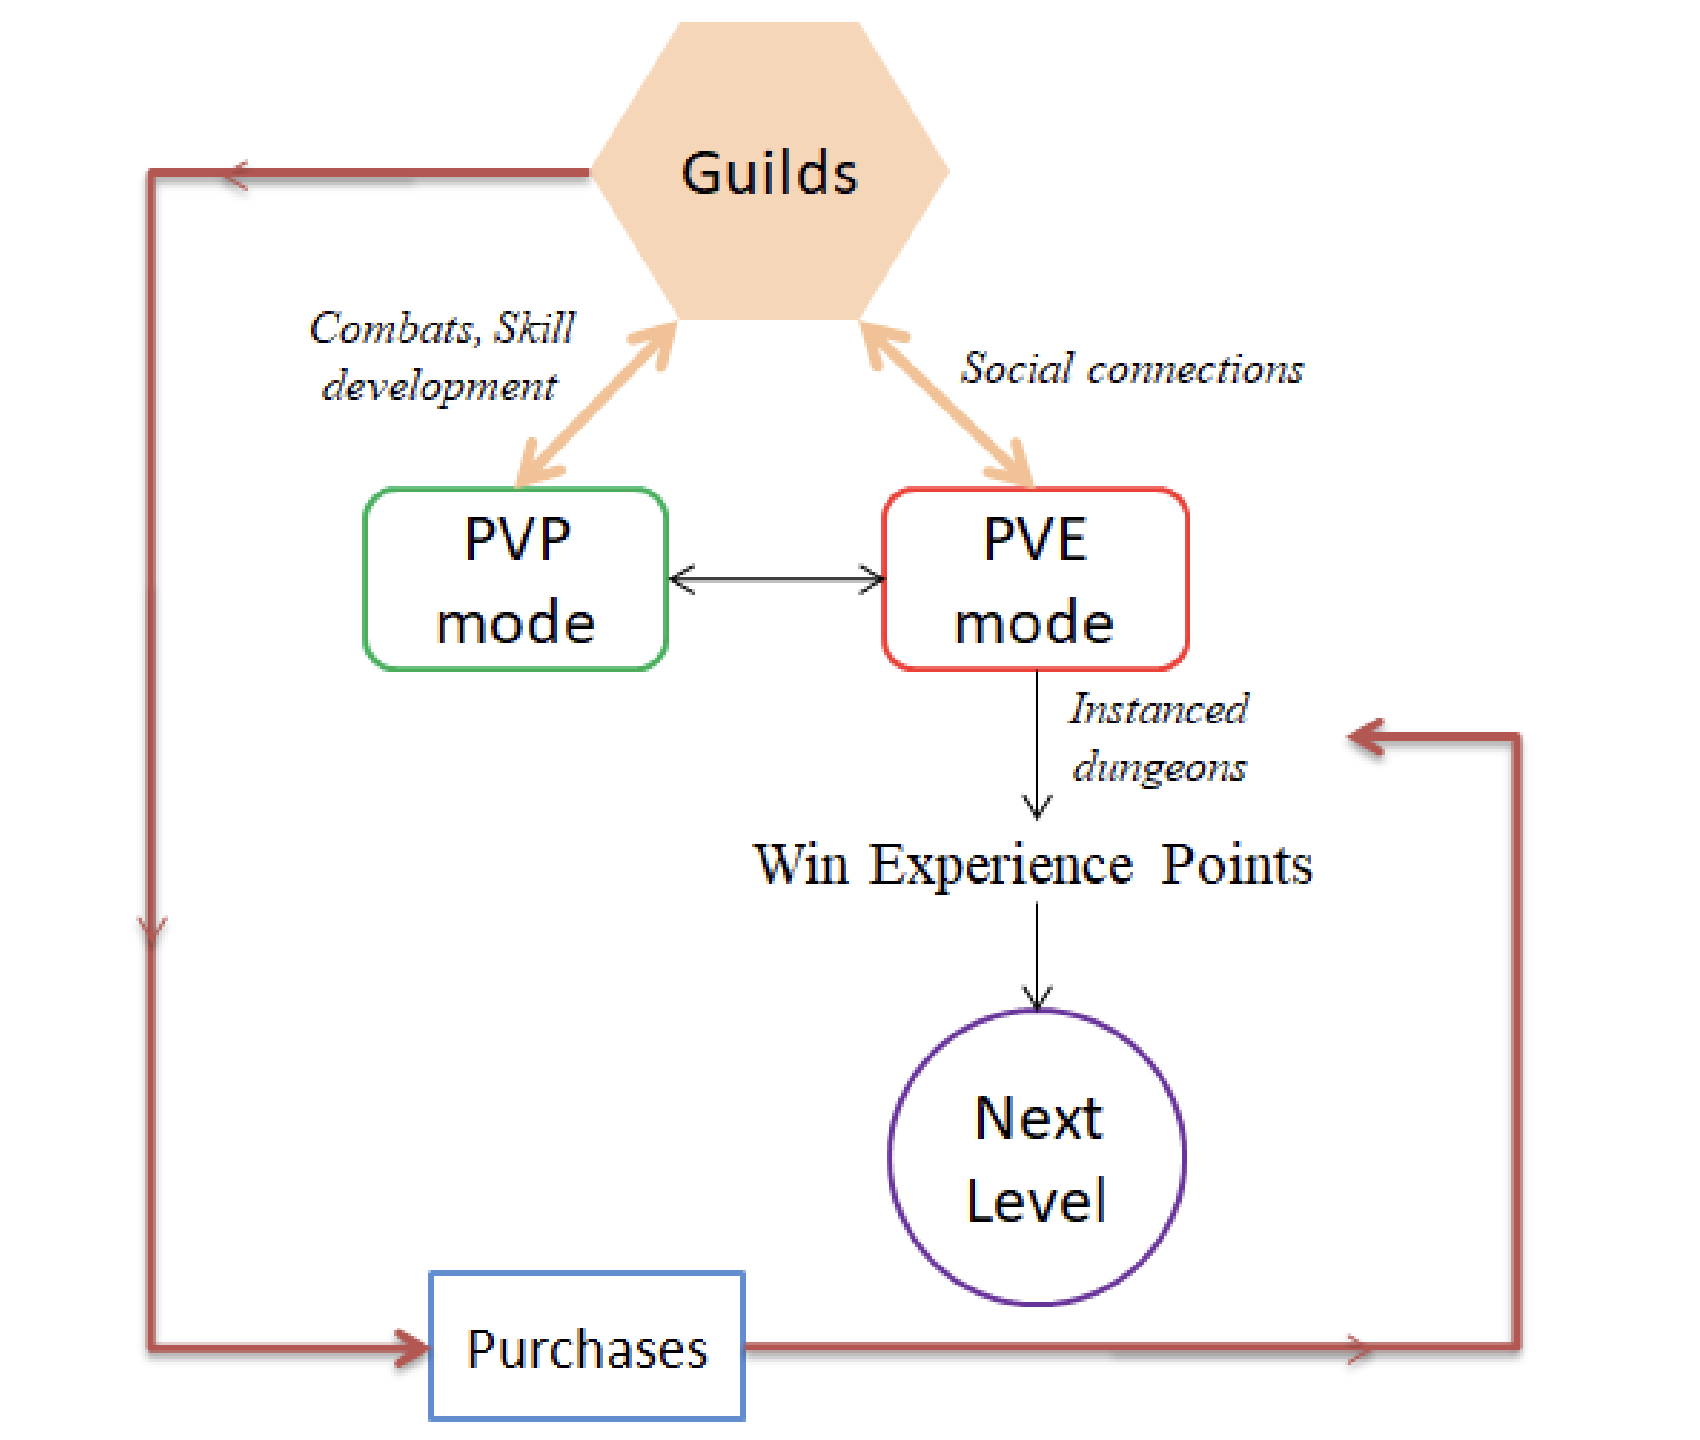 Guilds
Combats, Skill
development
Social connections
PVP
mode
PVE
mode
Instanced
dungeons
Win Experience Points
Next
Level
Purchases